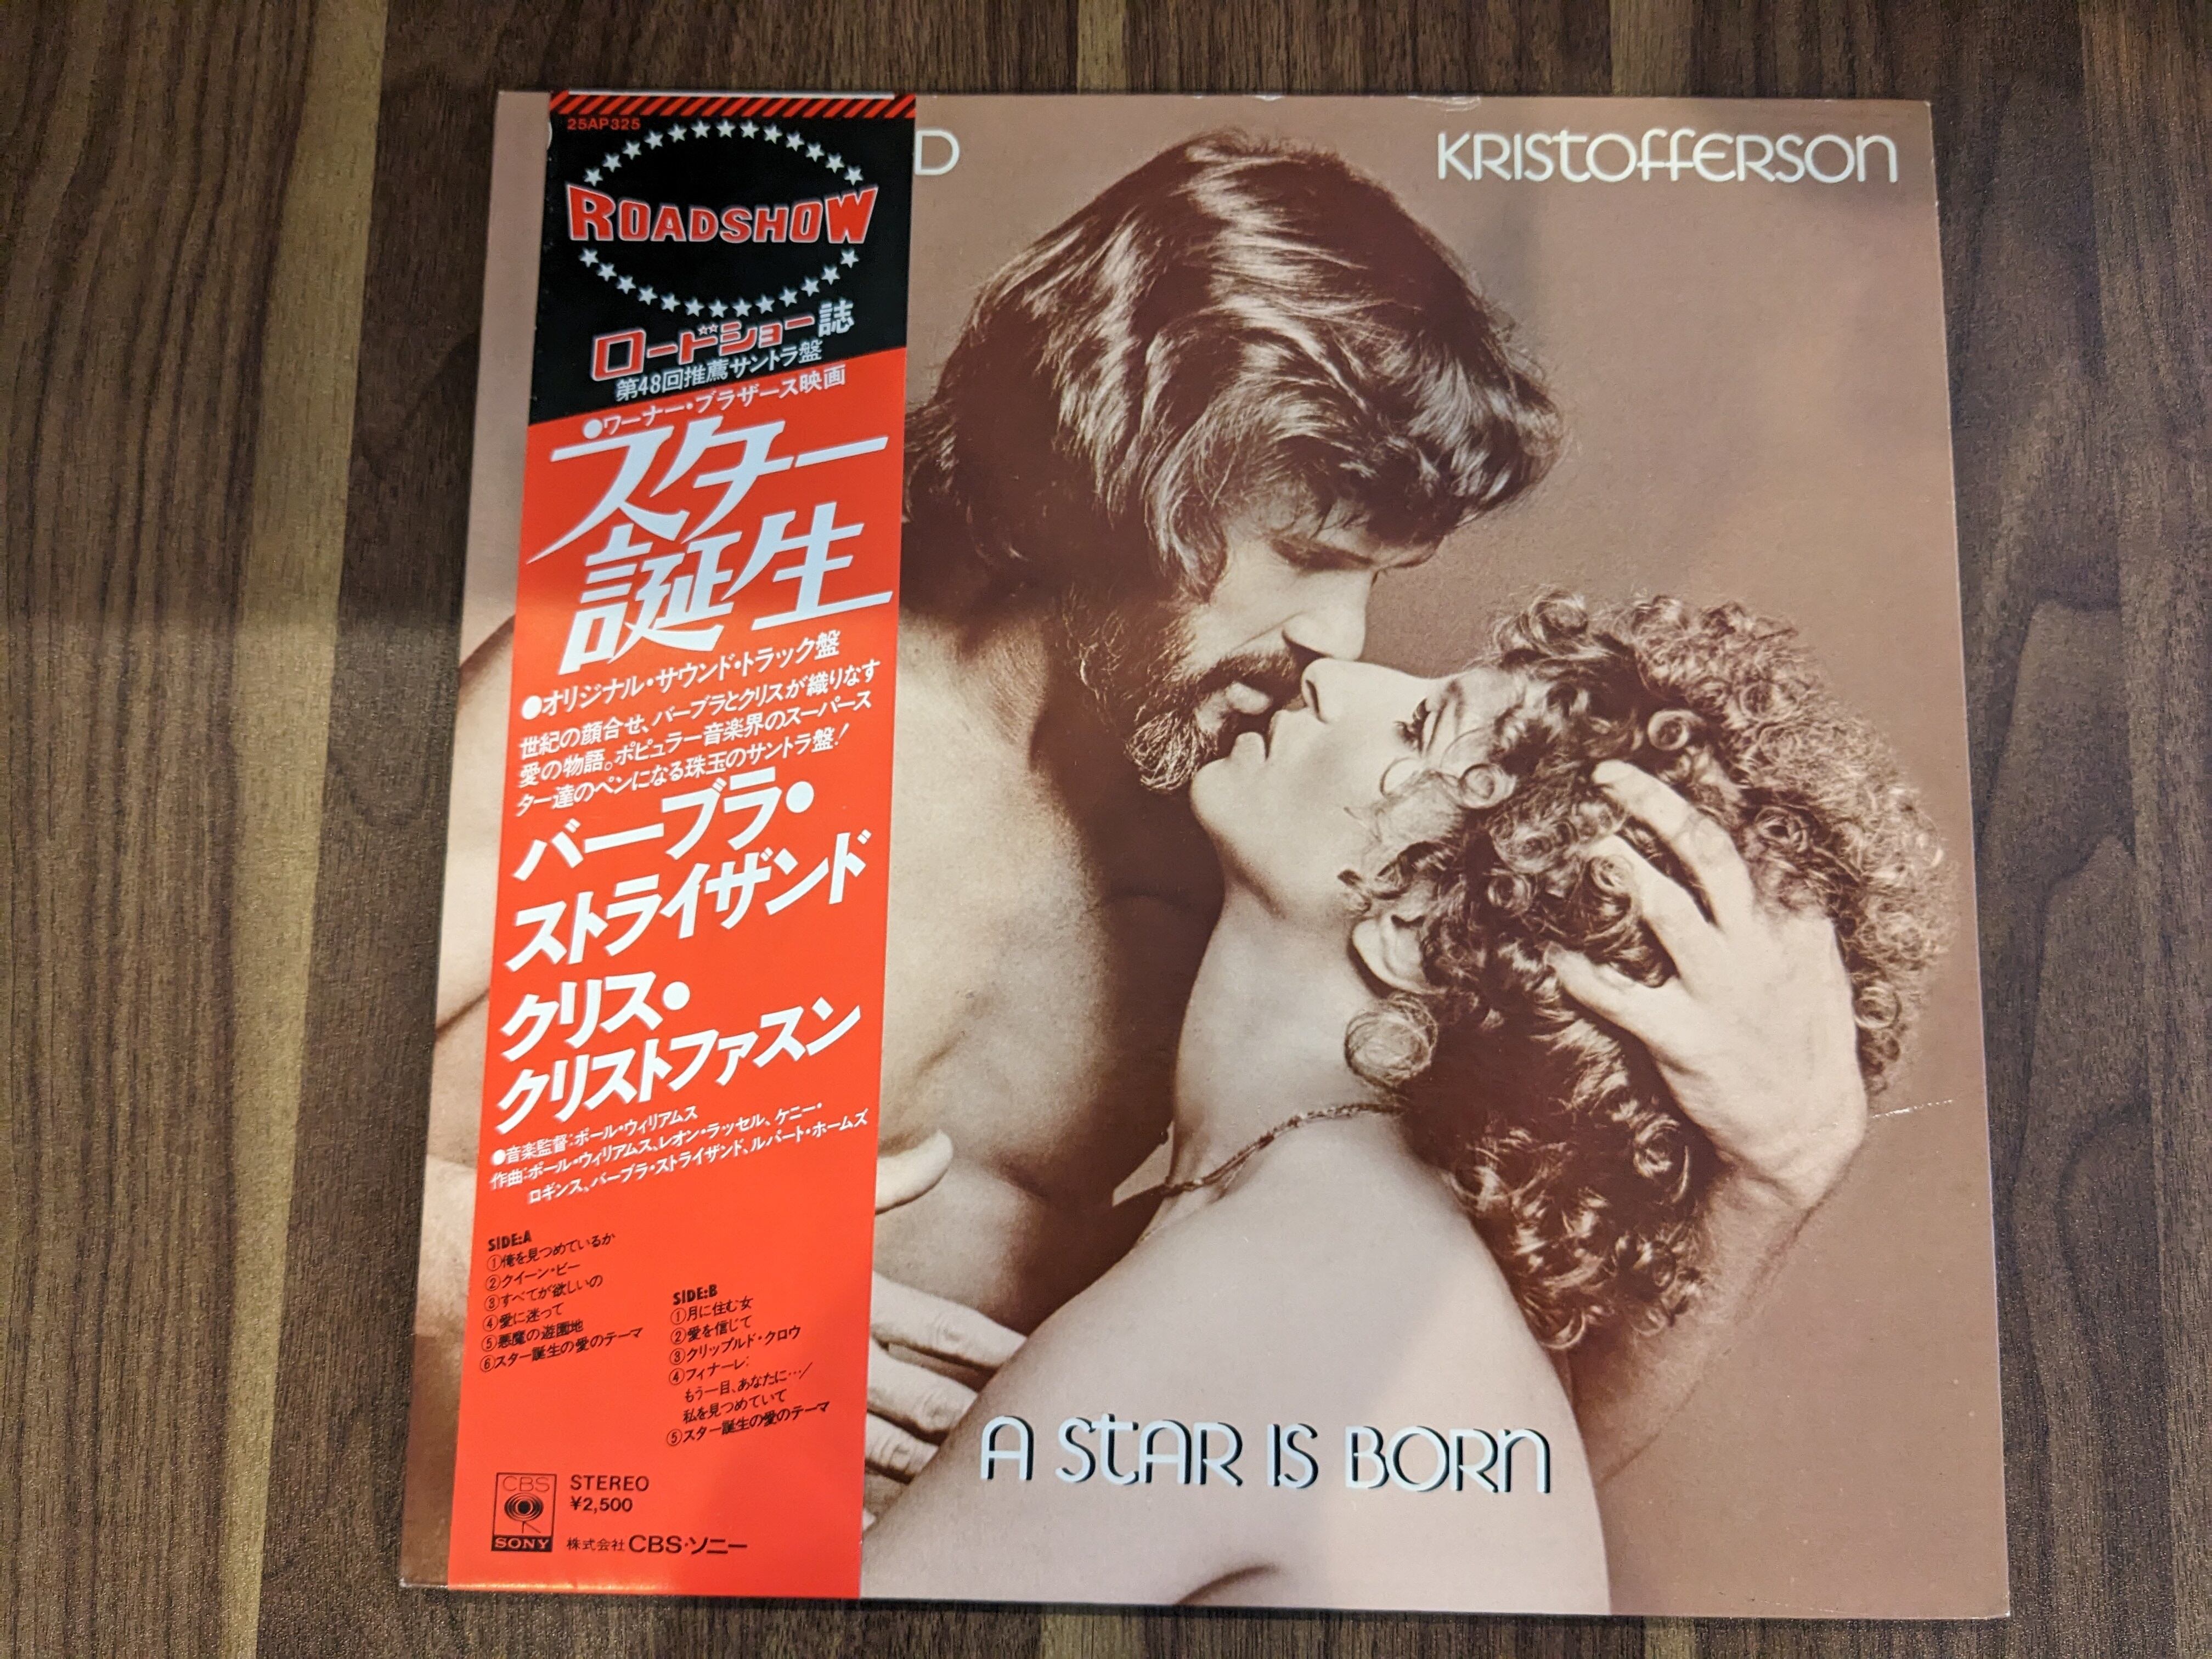 25AP325
ROADSHOW
ロードショー誌
第48回推薦サントラ盤
●ワーナー・ブラザース映画
スター
誕生
●オリジナル・サウンド・トラック盤
世紀の顔合せ、バーブラとクリスが織りなす
愛の物語。ポピュラー音楽界のスーパース
ター達のペンになる珠玉のサントラ盤!
バーブラ・
ストライザンド
クリス・
クリストファスン
●音楽監督:ポール・ウィリアムス
作曲:ポール・ウィリアムス、レオン・ラッセル、ケニー・
ロギンス、バーブラ・ストライザンド、ルパート・ホームズ
SIDE:A
①俺を見つめているか
②クイーン・ビー
③すべてが欲しいの
④愛に迷って
⑤悪魔の遊園地
⑥スター誕生の愛のテーマ
SIDE:B
①月に住む女
②愛を信じて
③クリップルド・クロウ
④フィナーレ:
もう一目、あなたに…/
私を見つめていて
⑤スター誕生の愛のテーマ
CBS
SONY
STEREO
¥2,500
株式会社 CBS・ソニー
D
KRISTOFFERSON
A STAR IS BORN